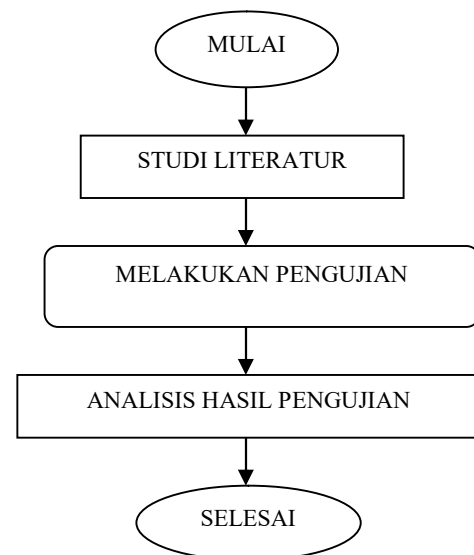 MULAI
STUDI LITERATUR
MELAKUKAN PENGUJIAN
ANALISIS HASIL PENGUJIAN
SELESAI